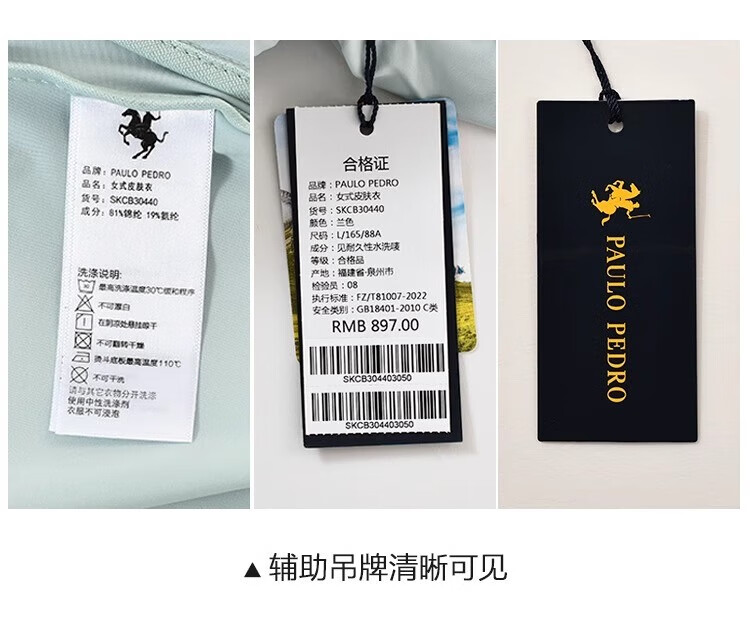 品牌：PAULO PEDRO
品名：女式皮肤衣
货号：SKCB30440
成分：81%锦纶 19%氨纶
洗涤说明:
最高洗涤温度30℃缓和程序
不可漂白
在阴凉处悬挂晾干
不可翻转干燥
熨斗底板最高温度110℃
不可干洗
请与其它衣物分开洗涤
使用中性洗涤剂
衣服不可浸泡
合格证
品牌：PAULO PEDRO
品名：女式皮肤衣
货号：SKCB30440
颜色：兰色
尺码：L/165/88A
成分：见耐久性水洗唛
等级：合格品
产地：福建省·泉州市
检验员：08
执行标准：FZ/T81007-2022
安全类别：GB18401-2010 C类
RMB 897.00
SKCB304403050
SKCB304403050
PAULO PEDRO
▲辅助吊牌清晰可见